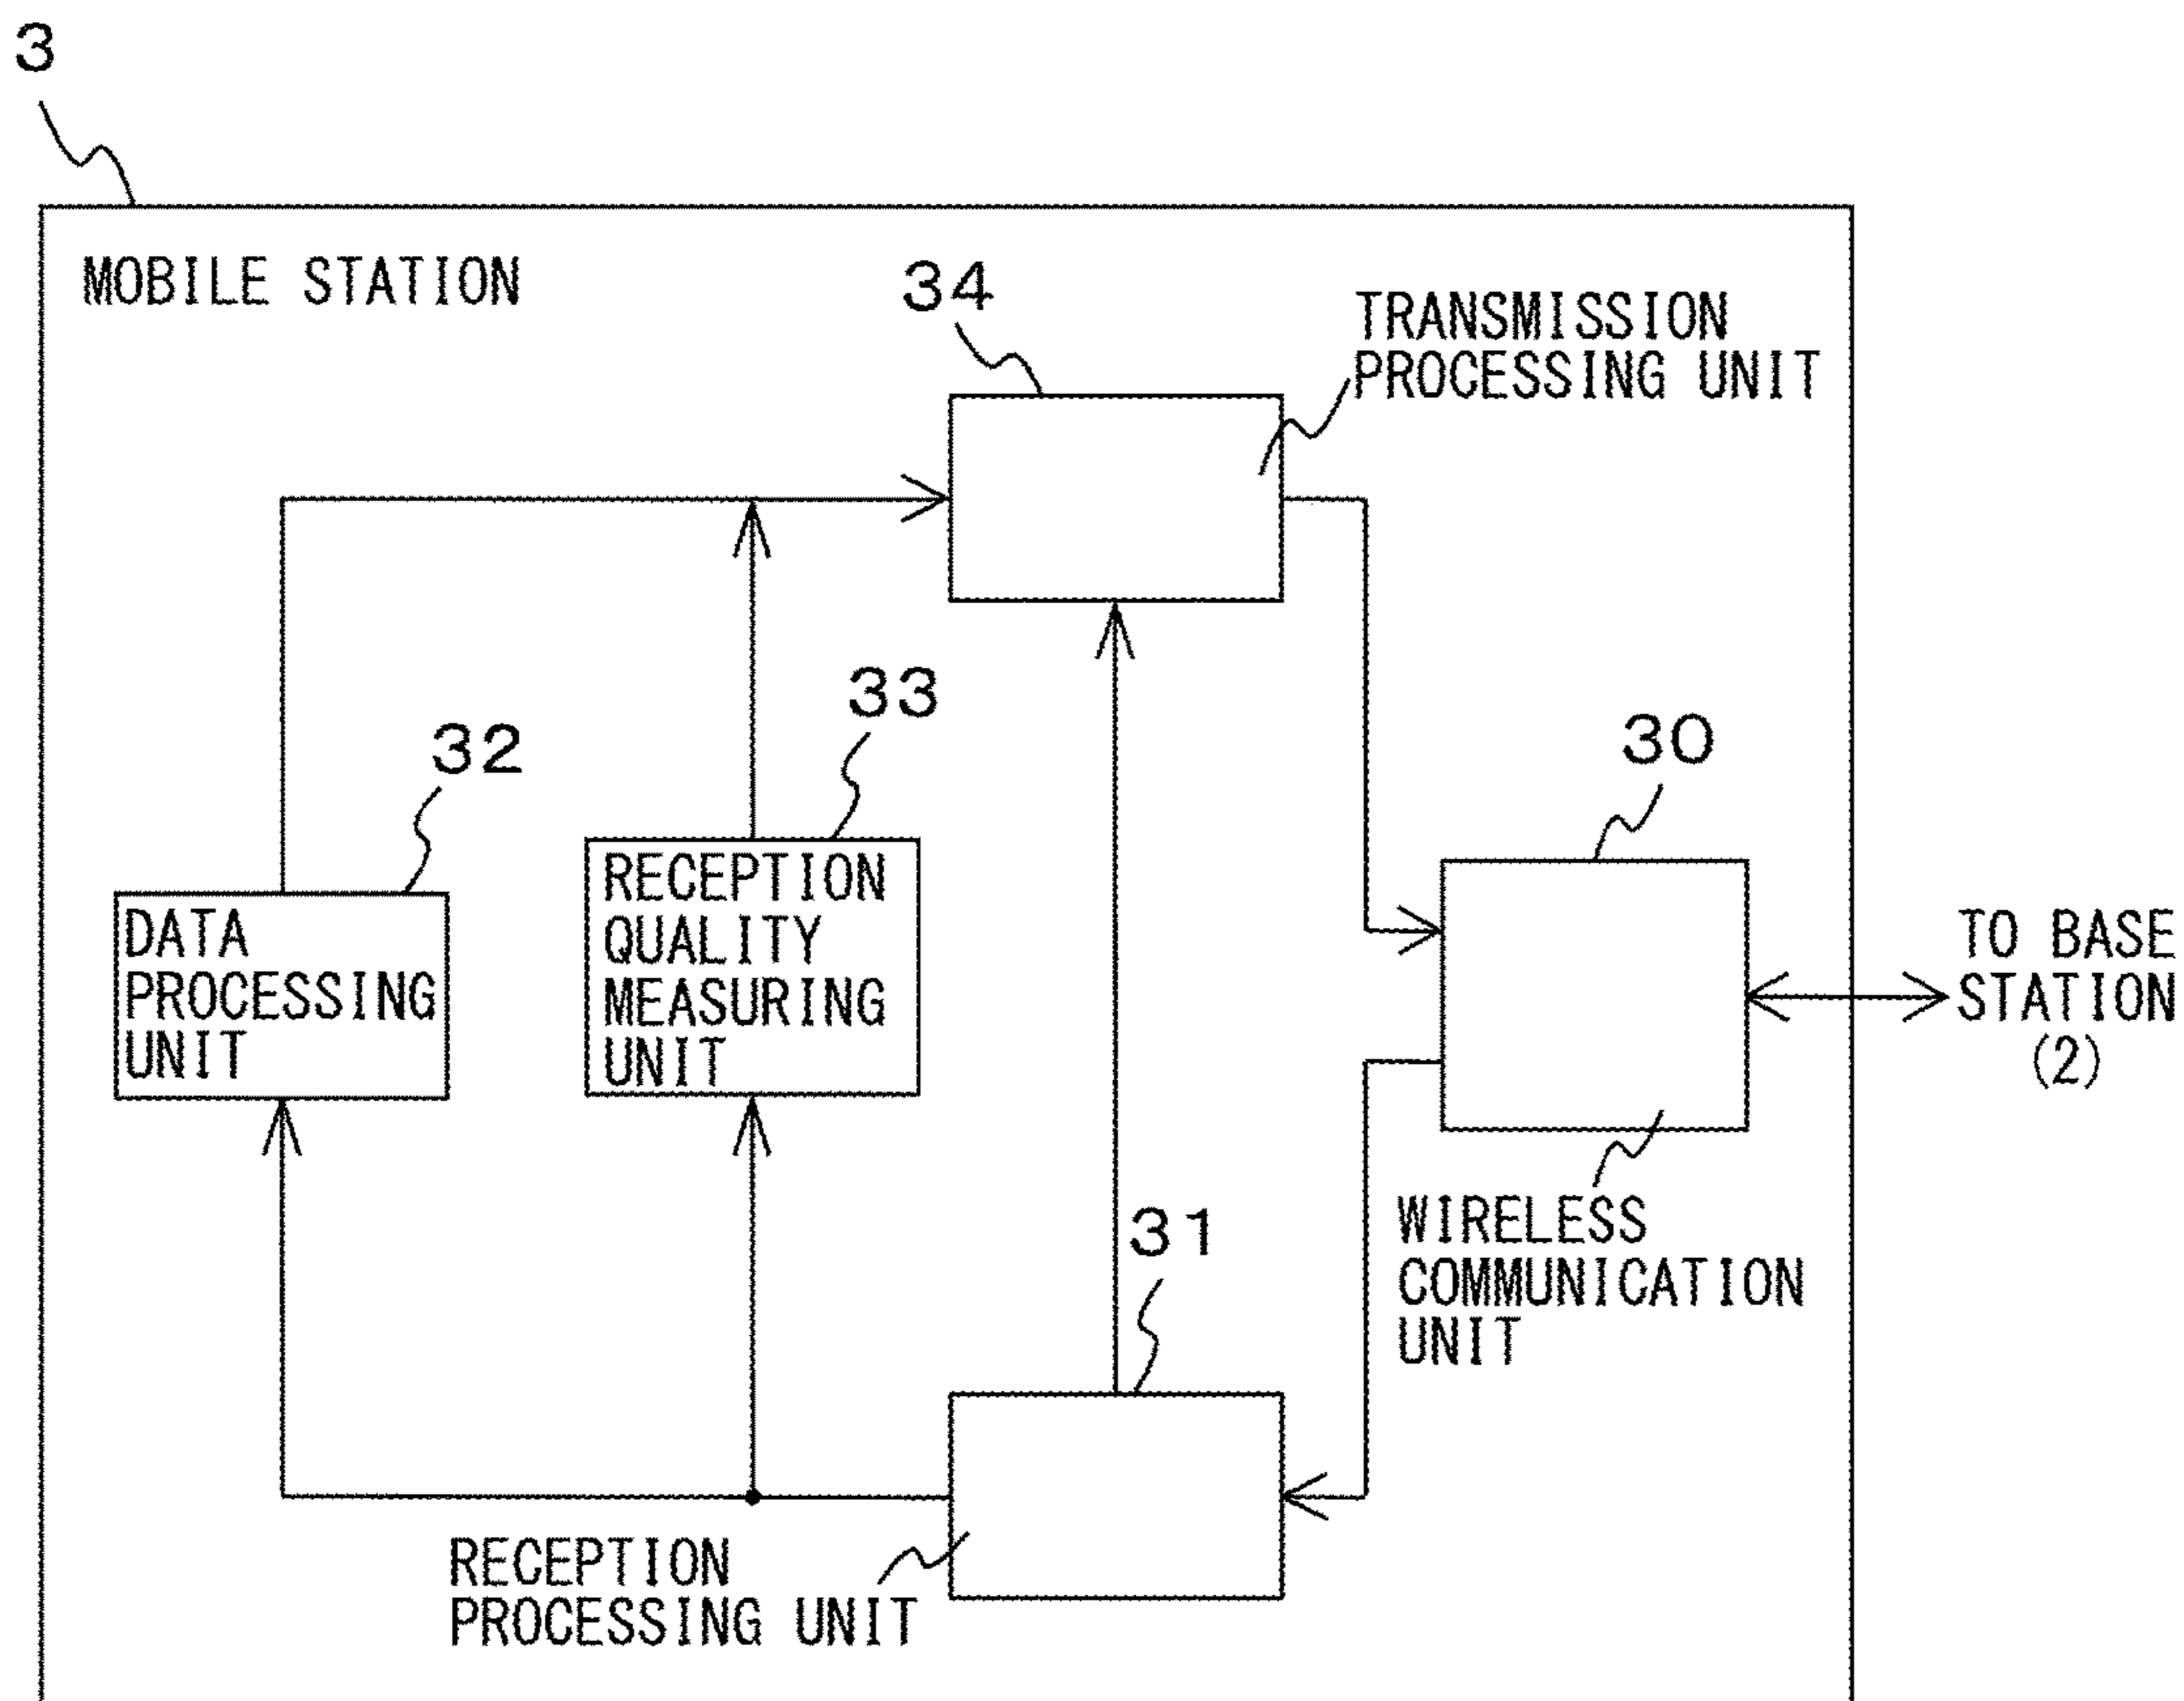 3
MOBILE STATION
34
TRANSMISSION
PROCESSING UNIT
32
33
30
DATA
PROCESSING
UNIT
RECEPTION
QUALITY
MEASURING
UNIT
TO BASE
STATION
(2)
31
WIRELESS
COMMUNICATION
UNIT
RECEPTION
PROCESSING UNIT